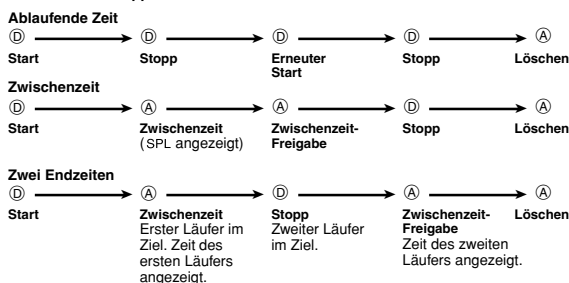 Ablaufende Zeit
Ⓓ Ⓓ Ⓓ Ⓓ Ⓐ
Start Stopp Erneuter Start Stopp Löschen
Zwischenzeit
Ⓓ Ⓐ Ⓐ Ⓓ Ⓐ
Start Zwischenzeit (SPL angezeigt) Zwischenzeit-Freigabe Stopp Löschen
Zwei Endzeiten
Ⓓ Ⓐ Ⓓ Ⓐ Ⓐ
Start Zwischenzeit Stopp Zwischenzeit- Löschen
Erster Läufer im Zweiter Läufer Freigabe
Ziel. Zeit des im Ziel. Zeit des zweiten
ersten Läufers Läufers angezeigt.
angezeigt.